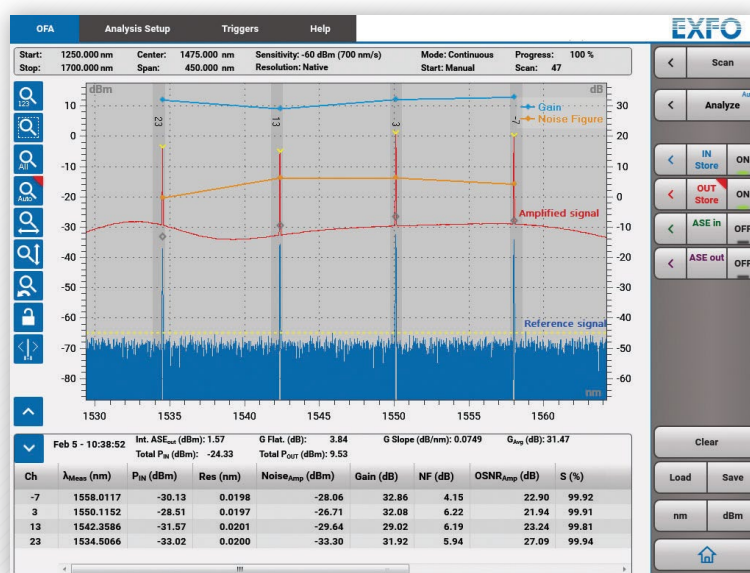 OFA Analysis Setup Triggers Help
EXFO
Start: 1250.000 nm Center: 1475.000 nm Sensitivity: -60 dBm (700 nm/s) Mode: Continuous Progress: 100 %
Stop: 1700.000 nm Span: 450.000 nm Resolution: Native Start: Manual Scan: 47
Scan
Analyze
Au
IN Store ON
OUT Store ON
ASE in OFF
ASE out OFF
123
All
Auto
dBm dB
10 30
0 20
-10 10
-20 0
-30 -10
-40 -20
-50 -30
-60 -40
-70 -50
-80 -60
23 13 3 -7
Gain
Noise Figure
Amplified signal
Reference signal
nm
1530 1535 1540 1545 1550 1555 1560
Feb 5 - 10:38:52 Int. ASEout (dBm): 1.57 G Flat. (dB): 3.84 G Slope (dB/nm): 0.0749 GAvg (dB): 31.47
Total PIN (dBm): -24.33 Total POUT (dBm): 9.53
Ch λMeas (nm) PIN (dBm) Res (nm) NoiseAmp (dBm) Gain (dB) NF (dB) OSNRAmp (dB) S (%)
-7 1558.0117 -30.13 0.0198 -28.06 32.86 4.15 22.90 99.92
3 1550.1152 -28.51 0.0197 -26.71 32.08 6.22 21.94 99.91
13 1542.3586 -31.57 0.0201 -29.64 29.02 6.19 23.24 99.81
23 1534.5066 -33.02 0.0200 -33.30 31.92 5.94 27.09 99.94
Clear
Load Save
nm dBm